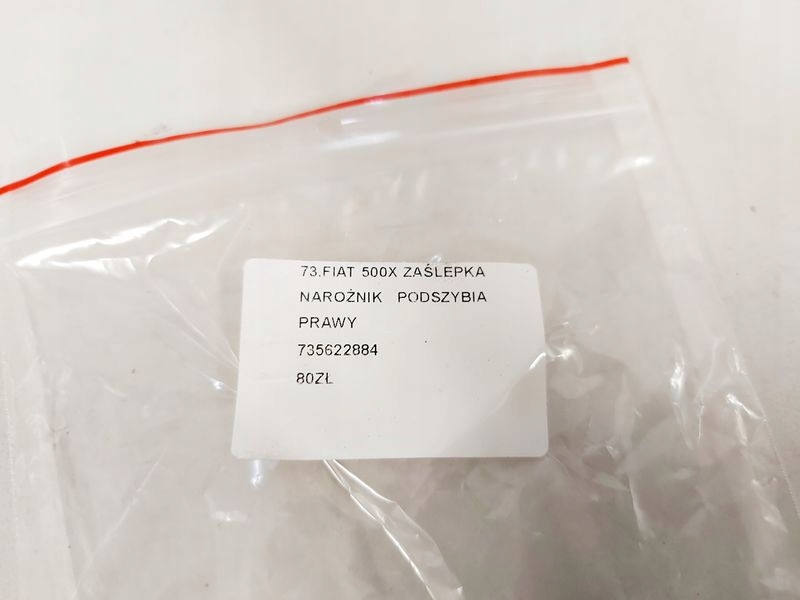 73.FIAT 500X ZAŚLEPKA
NAROŻNIK PODSZYBIA
PRAWY
735622884
80ZŁ